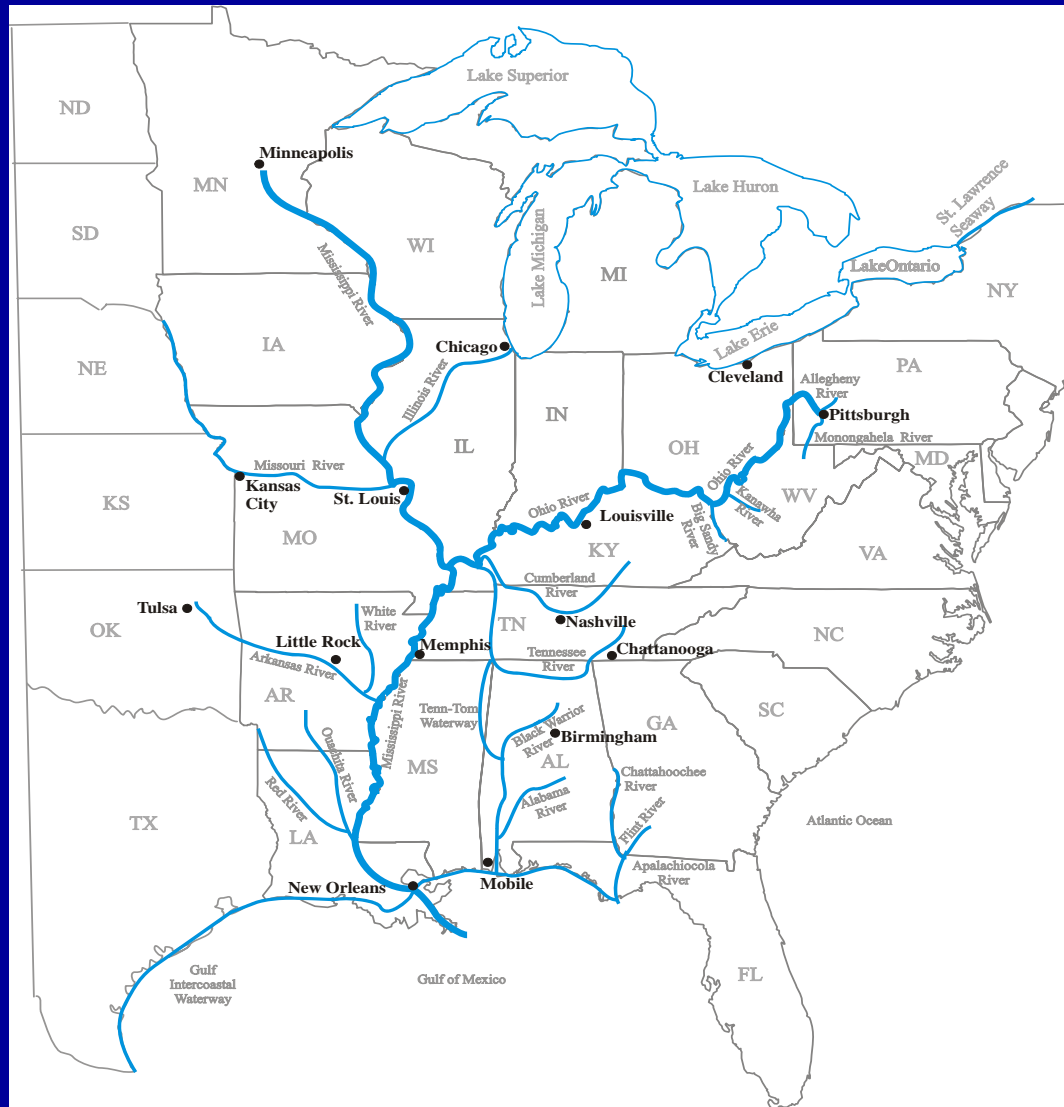 Lake Superior
ND
Minneapolis
MN
Lake Huron
St. Lawrence
Seaway
SD
WI
Mississippi River
Lake Michigan
MI
LakeOntario
NY
IA
Lake Erie
Chicago
NE
Illinois River
Cleveland
PA
Allegheny
River
Pittsburgh
IN
OH
IL
Monongahela River
MD
Missouri River
Kansas
City
St. Louis
Ohio River
Ohio River
Kanawha
River
WV
KS
Louisville
Big Sandy
River
MO
KY
VA
Cumberland
River
Tulsa
White
River
OK
TN
Nashville
NC
Little Rock
Memphis
Tennessee
River
Chattanooga
Arkansas River
AR
Mississippi River
Tenn-Tom
Waterway
SC
GA
Black Warrior
River
Birmingham
Ouachita River
MS
AL
Chattahoochee
River
Red River
Alabama
River
TX
Flint River
Atlantic Ocean
LA
Apalachiocola
River
New Orleans
Mobile
Gulf
Intercoastal
Waterway
Gulf of Mexico
FL